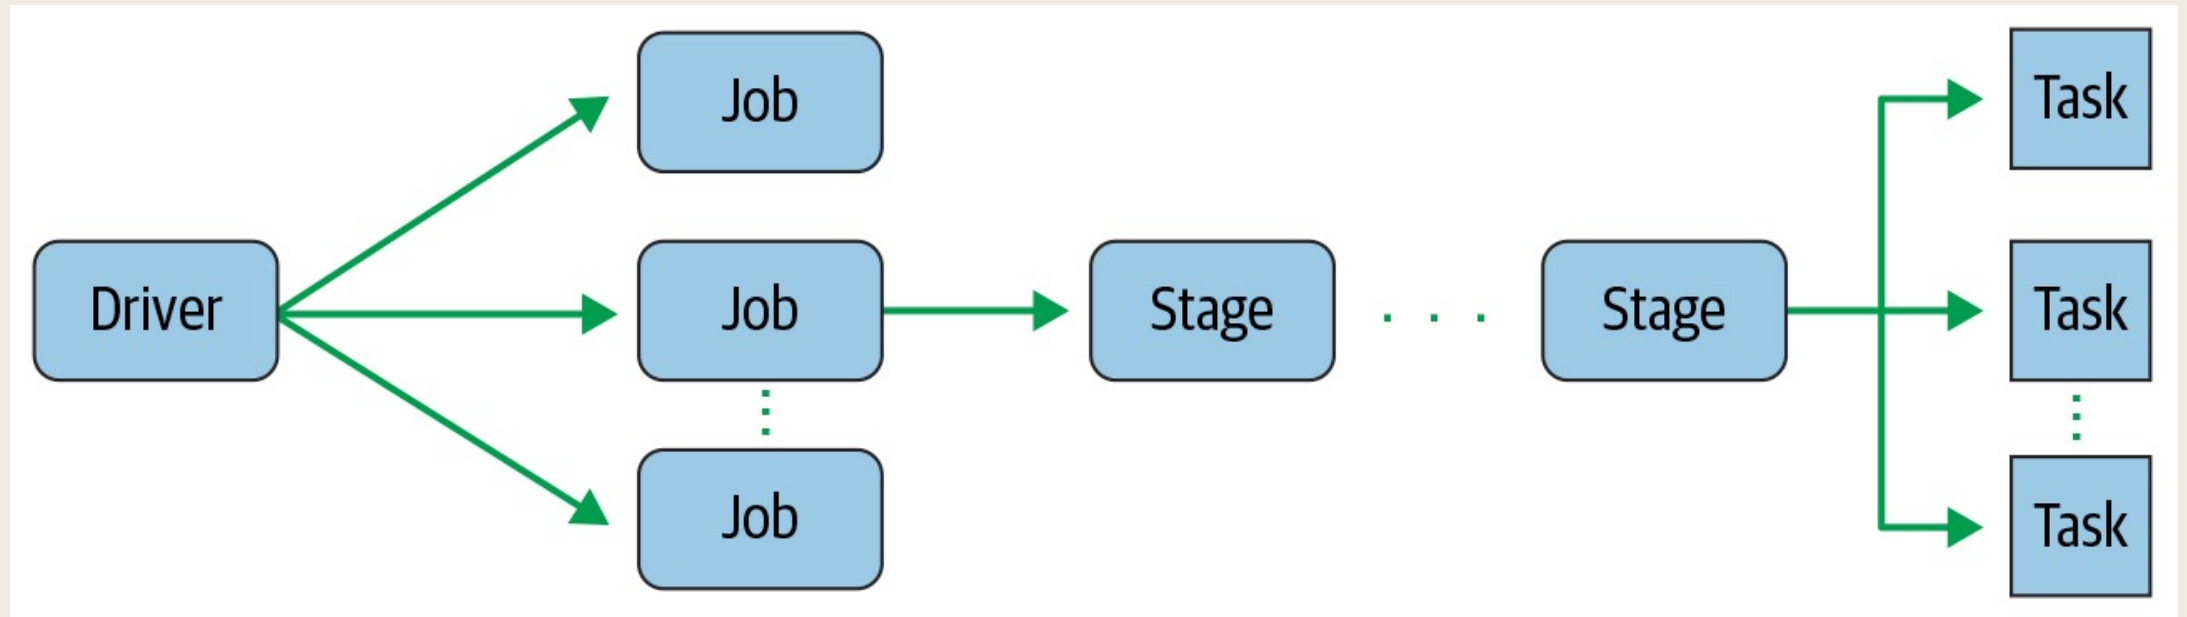 Job
Task
Driver
Job
Stage
Stage
Task
Job
Task